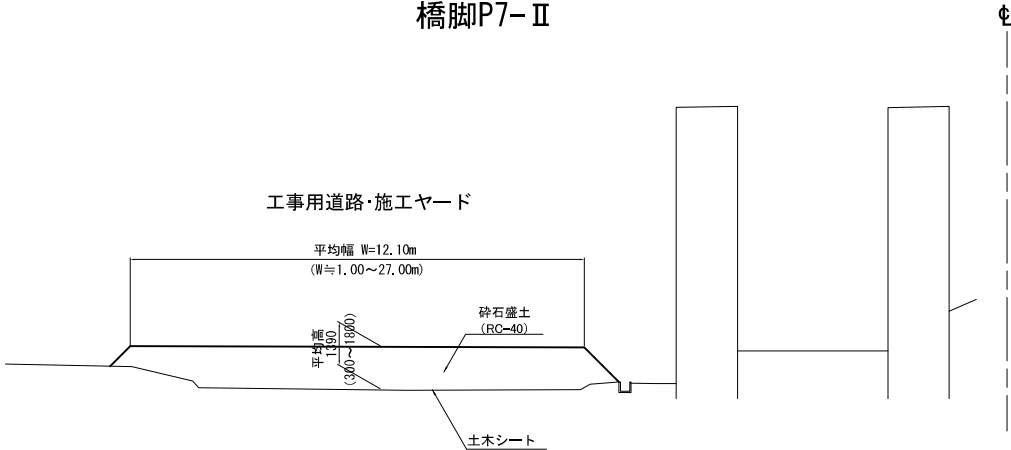 橋脚P7-Ⅱ
℄
工事用道路・施工ヤード
平均幅 W=12.10m
(W≒1.00～27.00m)
砕石盛土
(RC-40)
平均高
1390
(300～1800)
土木シート